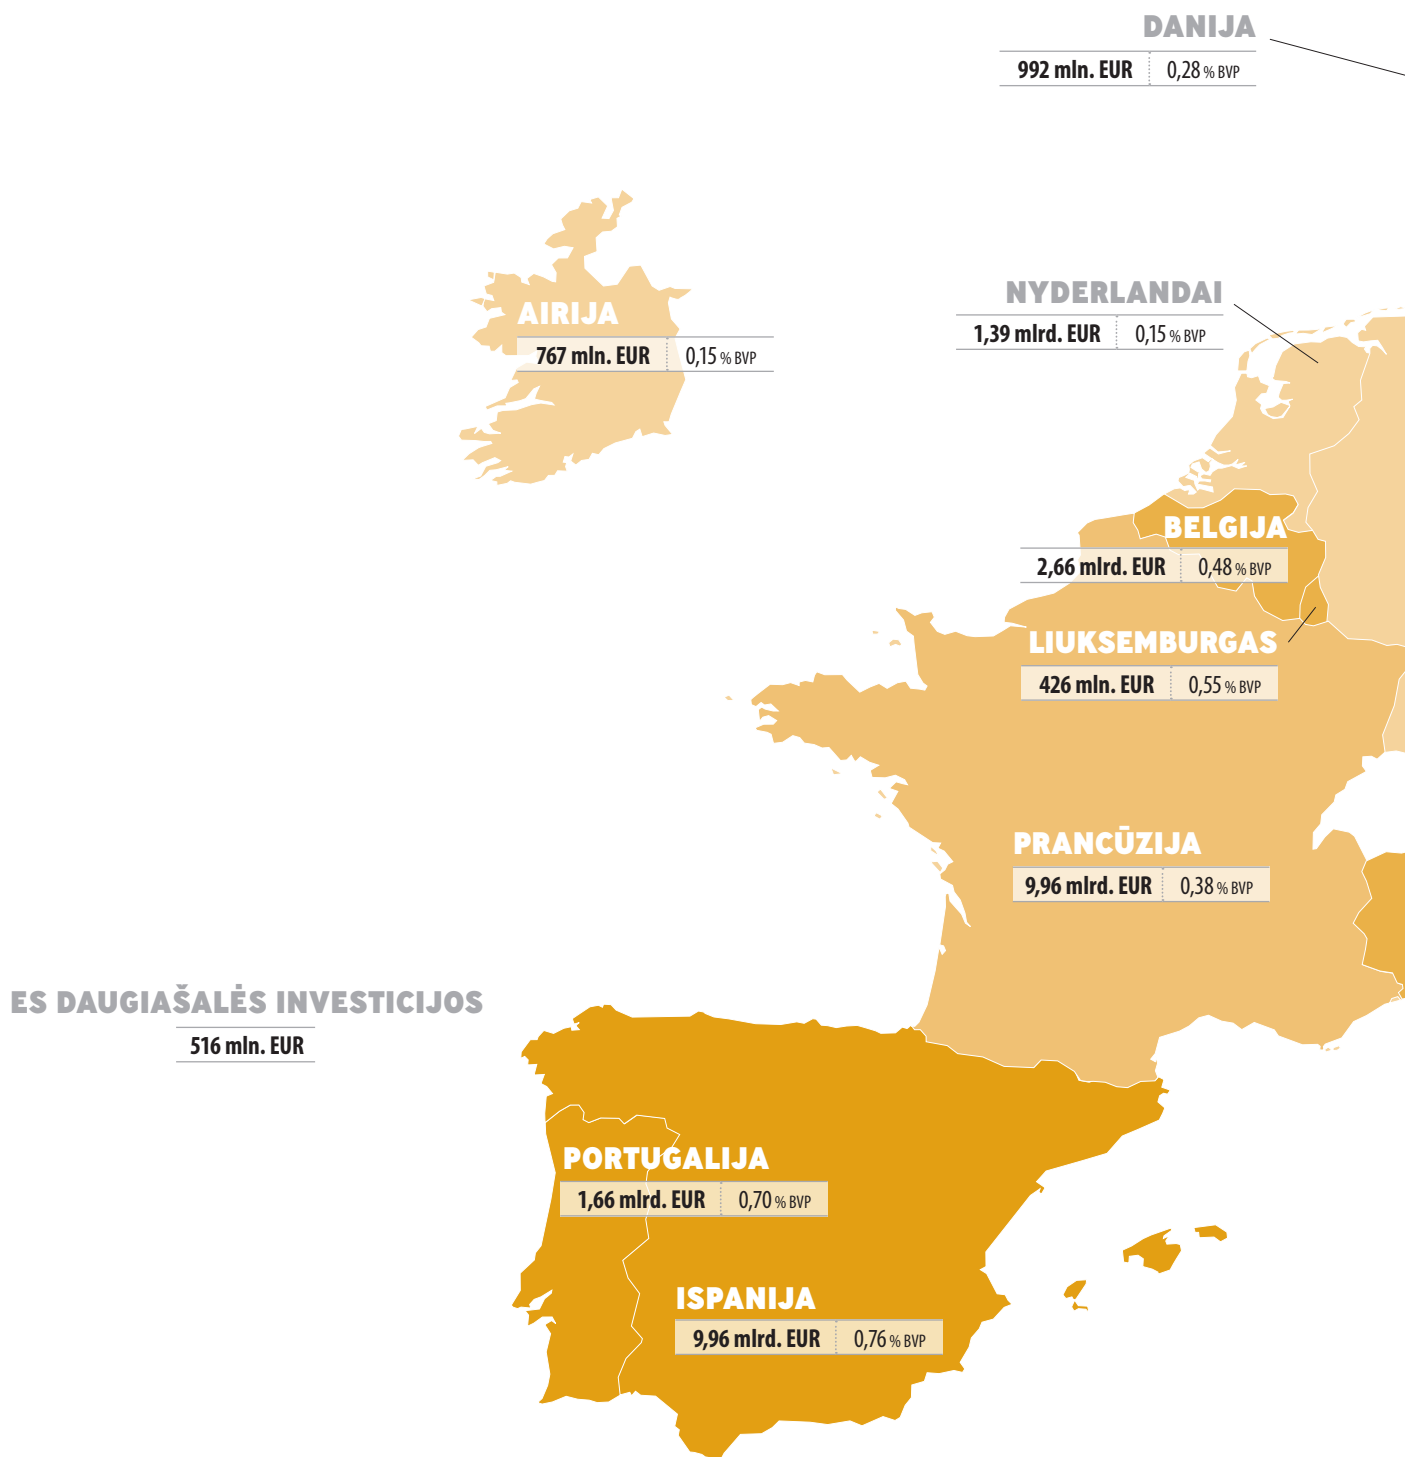 DANIJA
992 mln. EUR 0,28 % BVP
NYDERLANDAI
1,39 mlrd. EUR 0,15 % BVP
AIRIJA
767 mln. EUR 0,15 % BVP
BELGIJA
2,66 mlrd. EUR 0,48 % BVP
LIUKSEMBURGAS
426 mln. EUR 0,55 % BVP
PRANCŪZIJA
9,96 mlrd. EUR 0,38 % BVP
ES DAUGIAŠALĖS INVESTICIJOS
516 mln. EUR
PORTUGALIJA
1,66 mlrd. EUR 0,70 % BVP
ISPANIJA
9,96 mlrd. EUR 0,76 % BVP